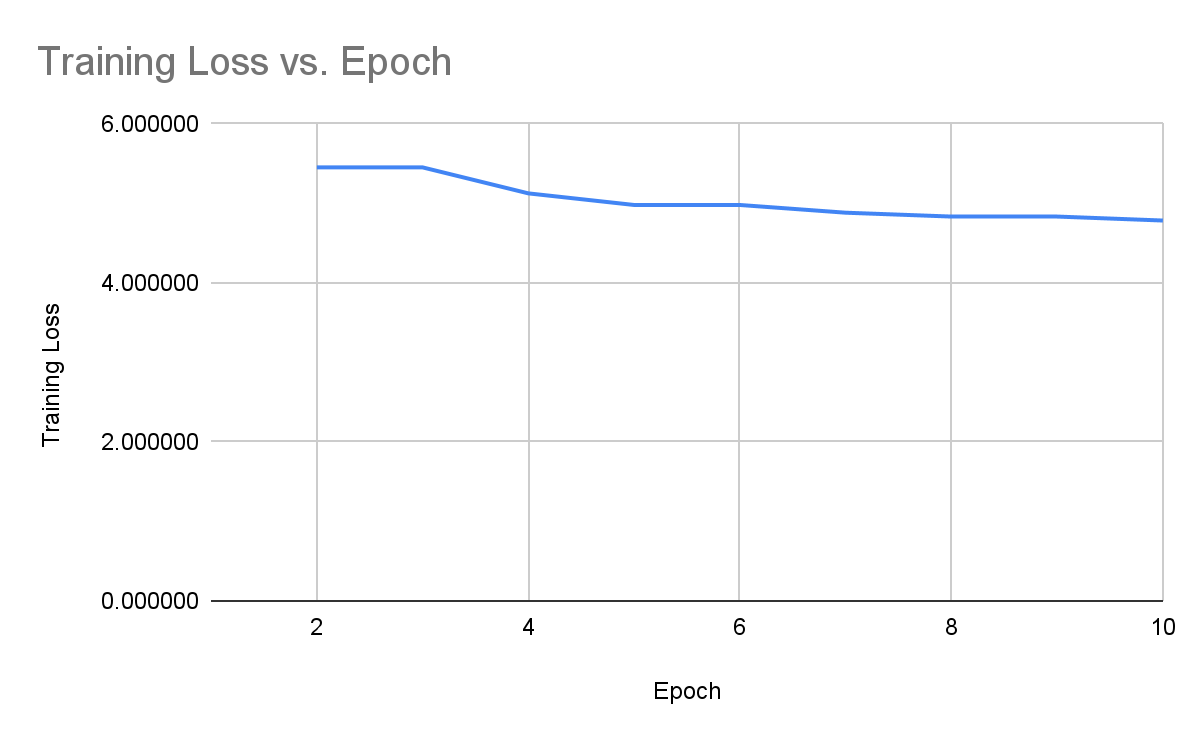 Training Loss vs. Epoch
6.000000
4.000000
2.000000
0.000000
Training Loss
2 4 6 8 10
Epoch